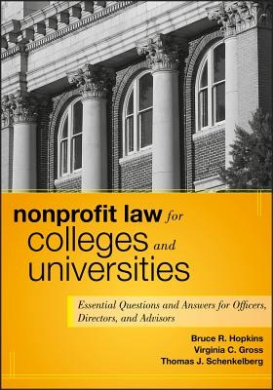 nonprofit law for
colleges and
universities
Essential Questions and Answers for Officers,
Directors, and Advisors
Bruce R. Hopkins
Virginia C. Gross
Thomas J. Schenkelberg